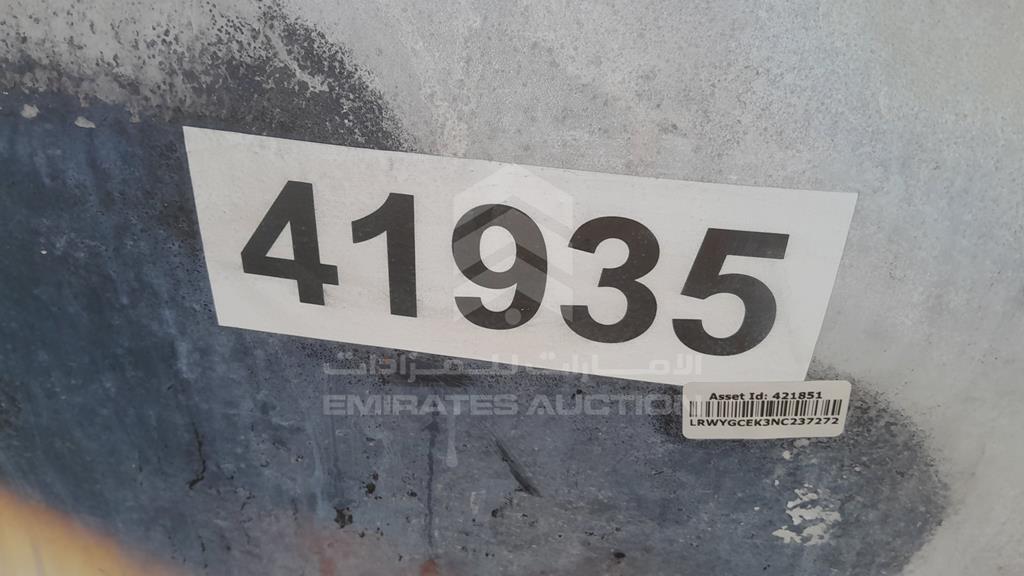 41935
الامارات للمزادات
EMIRATES AUCTION
Asset Id: 421851
LRWYGCEK3NC237272